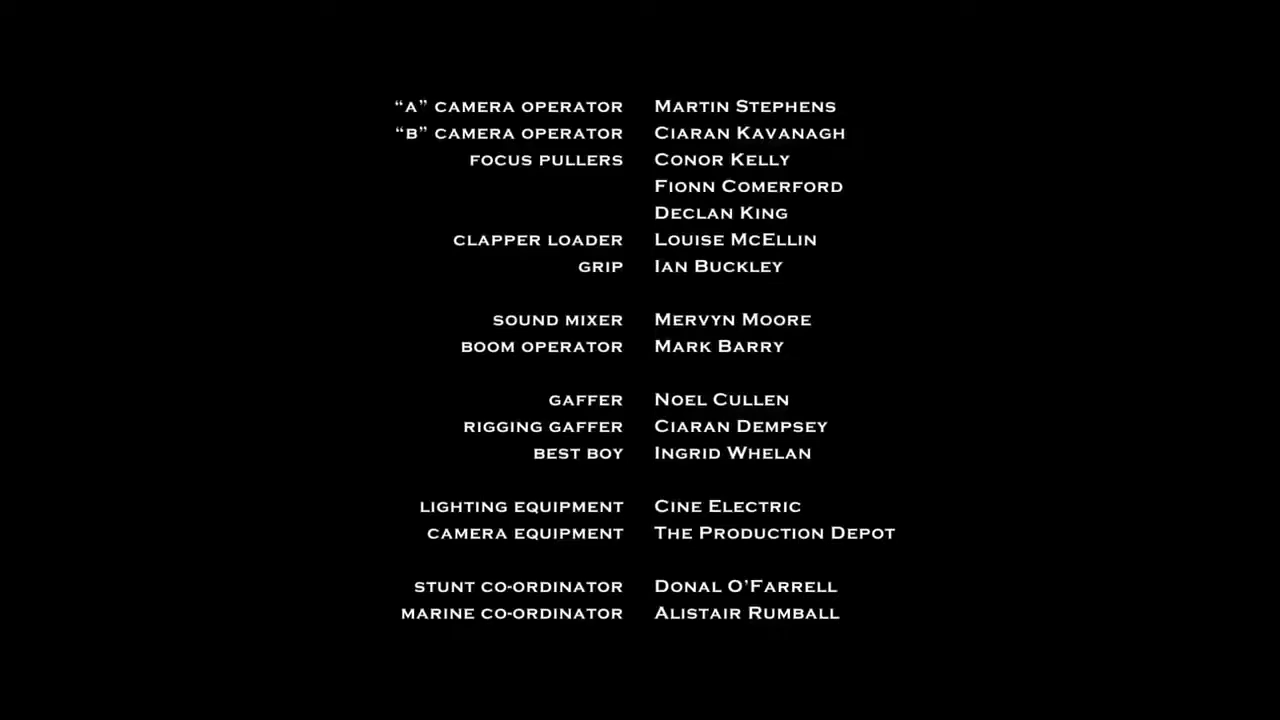 “A” CAMERA OPERATOR MARTIN STEPHENS
“B” CAMERA OPERATOR CIARAN KAVANAGH
FOCUS PULLERS CONOR KELLY
FIONN COMERFORD
DECLAN KING
CLAPPER LOADER LOUISE MCELLIN
GRIP IAN BUCKLEY
SOUND MIXER MERVYN MOORE
BOOM OPERATOR MARK BARRY
GAFFER NOEL CULLEN
RIGGING GAFFER CIARAN DEMPSEY
BEST BOY INGRID WHELAN
LIGHTING EQUIPMENT CINE ELECTRIC
CAMERA EQUIPMENT THE PRODUCTION DEPOT
STUNT CO-ORDINATOR DONAL O’FARRELL
MARINE CO-ORDINATOR ALISTAIR RUMBALL